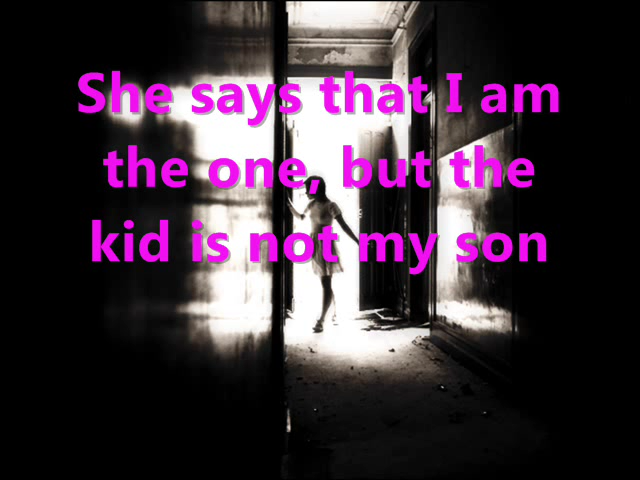 She says that I am
the one, but the
kid is not my son